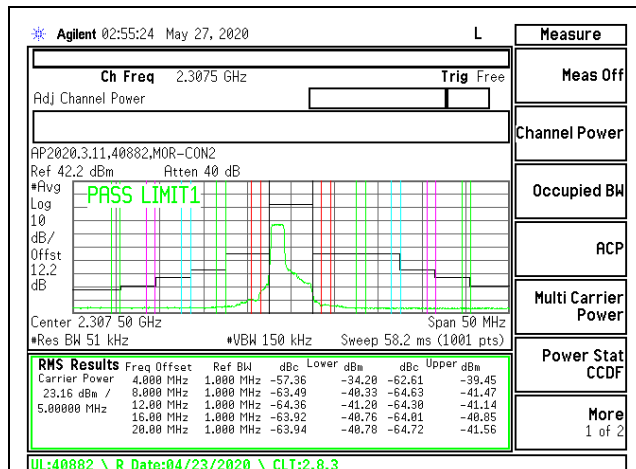 Agilent 02:55:24 May 27, 2020 L
Measure
Ch Freq 2.3075 GHz Trig Free
Meas Off
Adj Channel Power
Channel Power
AP2020.3.11,40882,MOR-CON2
Ref 42.2 dBm Atten 40 dB
#Avg
PASS LIMIT1
Occupied BW
Log
10
dB/
Offst
12.2
dB
ACP
Multi Carrier
Power
Center 2.307 50 GHz Span 50 MHz
#Res BW 51 kHz #VBW 150 kHz Sweep 58.2 ms (1001 pts)
Power Stat
CCDF
RMS Results Freq Offset Ref BW dBc Lower dBm dBc Upper dBm
Carrier Power 4.000 MHz 1.000 MHz -57.36 -34.20 -62.61 -39.45
23.16 dBm / 8.000 MHz 1.000 MHz -63.49 -40.33 -64.63 -41.47
5.00000 MHz 12.00 MHz 1.000 MHz -64.36 -41.20 -64.30 -41.14
16.00 MHz 1.000 MHz -63.92 -40.76 -64.01 -40.85
20.00 MHz 1.000 MHz -63.94 -40.78 -64.72 -41.56
More
1 of 2
UL:40882 \ R Date:04/23/2020 \ CLT:2.8.3